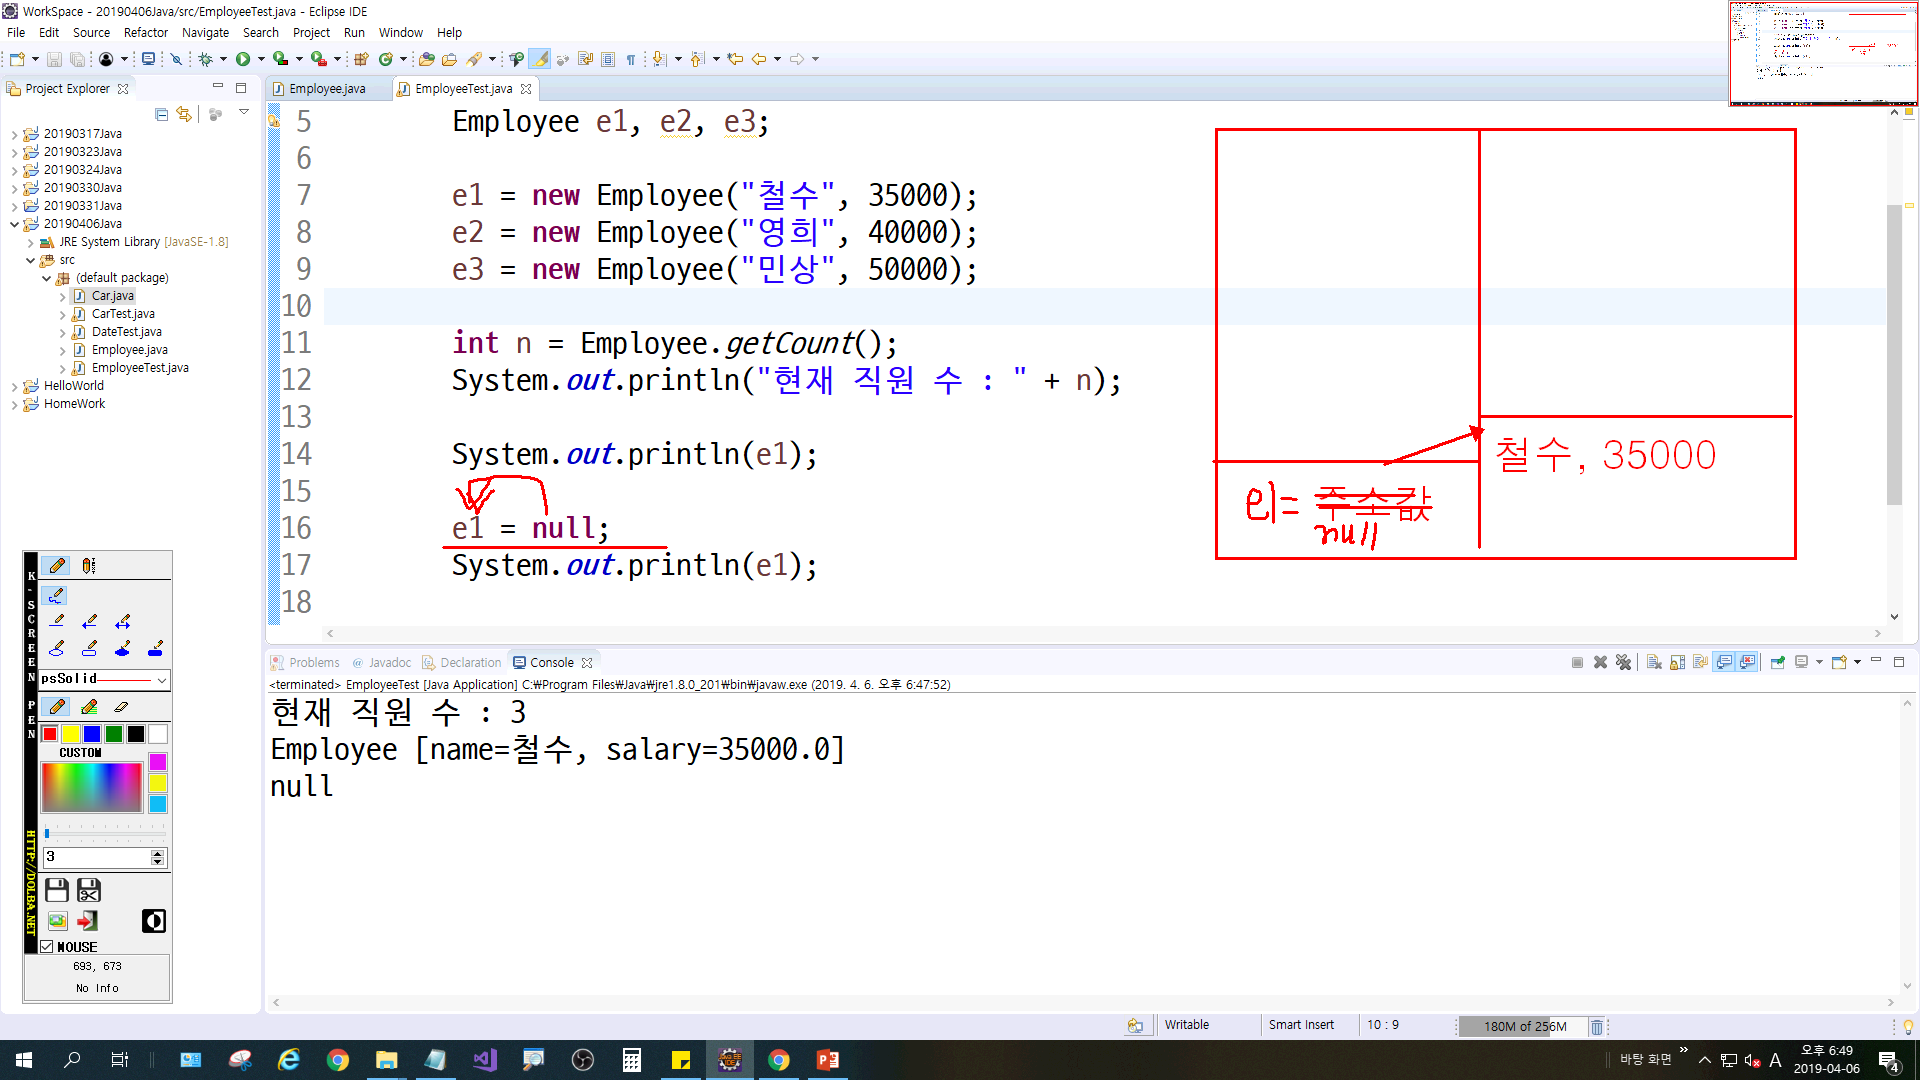 WorkSpace - 20190406Java/src/EmployeeTest.java - Eclipse IDE
File Edit Source Refactor Navigate Search Project Run Window Help
Project Explorer
20190317Java
20190323Java
20190324Java
20190330Java
20190331Java
20190406Java
JRE System Library [JavaSE-1.8]
src
(default package)
Car.java
CarTest.java
DateTest.java
Employee.java
EmployeeTest.java
HelloWorld
HomeWork
Employee.java EmployeeTest.java
5 Employee e1, e2, e3;
6
7 e1 = new Employee("철수", 35000);
8 e2 = new Employee("영희", 40000);
9 e3 = new Employee("민상", 50000);
10
11 int n = Employee.getCount();
12 System.out.println("현재 직원 수 : " + n);
13
14 System.out.println(e1);
15
16 e1 = null;
17 System.out.println(e1);
18
철수, 35000
e1= 주소값
null
Problems @ Javadoc Declaration Console
<terminated> EmployeeTest [Java Application] C:\Program Files\Java\jre1.8.0_201\bin\javaw.exe (2019. 4. 6. 오후 6:47:52)
현재 직원 수 : 3
Employee [name=철수, salary=35000.0]
null
K-SCREEN PEN
HTTP://DOLBA.NET
psSolid
CUSTOM
3
MOUSE
693, 673
No Info
Writable Smart Insert 10 : 9 180M of 256M
바탕 화면 A 오후 6:49
2019-04-06
4